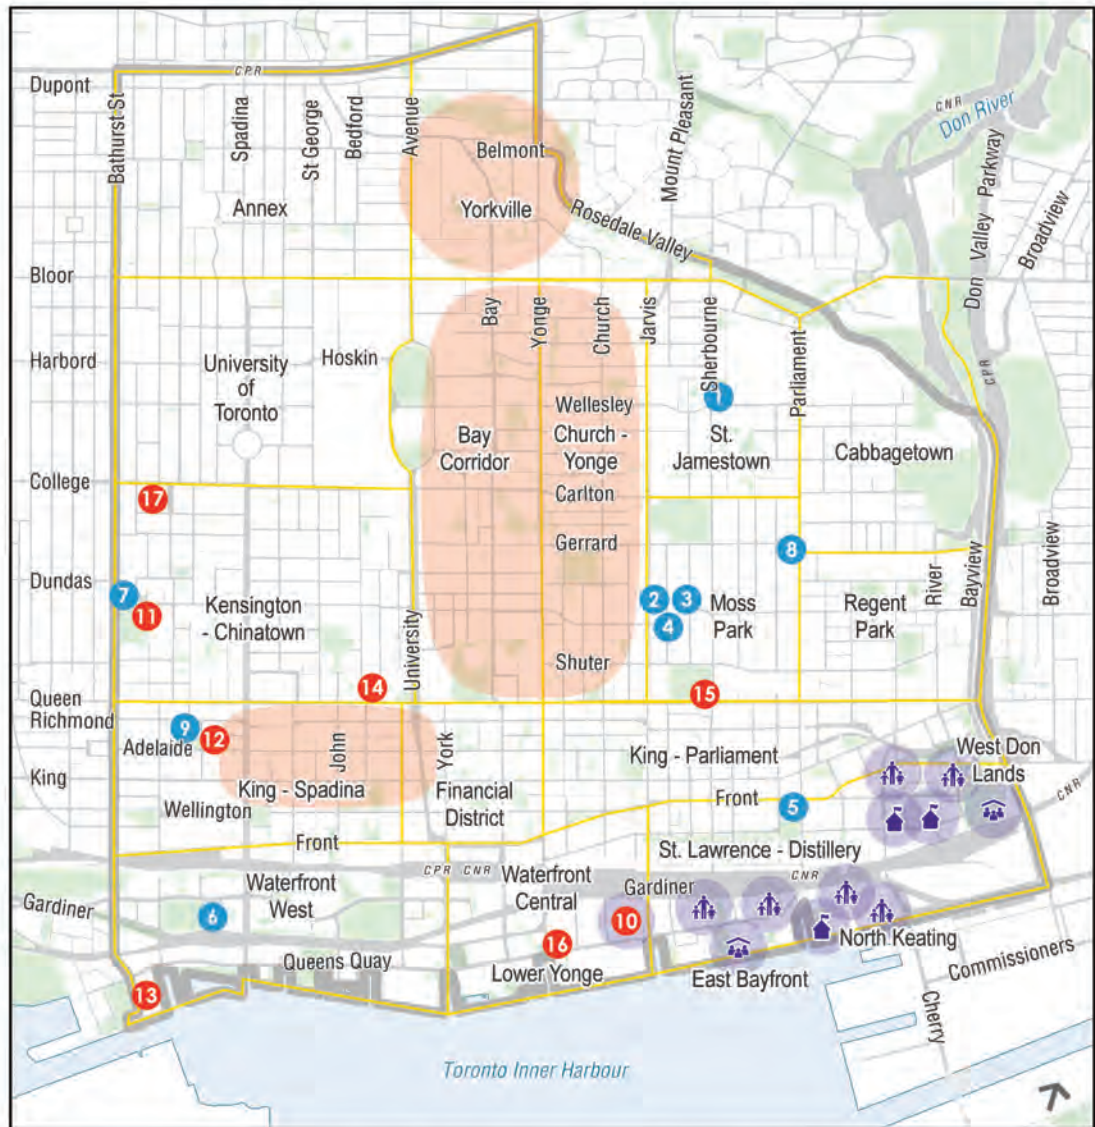 Dupont
CPR
Bathurst St
Spadina
St George
Bedford
Avenue
Belmont
Mount Pleasant
CNR
Don River
Don Valley Parkway
Broadview
Annex
Yorkville
Rosedale Valley
Bloor
Bay
Yonge
Church
Jarvis
Sherbourne
Parliament
CPR
Harbord
University
of
Toronto
Hoskin
1
Wellesley
Bay
Corridor
Church -
Yonge
St.
Jamestown
Cabbagetown
College
17
Carlton
Gerrard
8
Dundas
7
11
Kensington
- Chinatown
University
2
3
4
Moss
Park
Regent
Park
River
Bayview
Broadview
Shuter
14
15
Queen
Richmond
9
12
Adelaide
John
York
King - Parliament
West Don
Lands
King
King - Spadina
Financial
District
Front
5
CNR
Wellington
Front
St. Lawrence - Distillery
CPR
CNR
Waterfront
Central
CNR
Gardiner
Waterfront
West
Gardiner
6
10
16
North Keating
Queens Quay
Lower Yonge
East Bayfront
Commissioners
13
Cherry
Toronto Inner Harbour